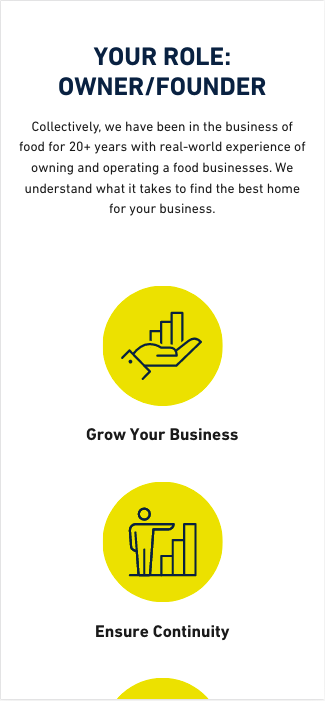 YOUR ROLE:
OWNER/FOUNDER
Collectively, we have been in the business of
food for 20+ years with real-world experience of
owning and operating a food businesses. We
understand what it takes to find the best home
for your business.
Grow Your Business
Ensure Continuity